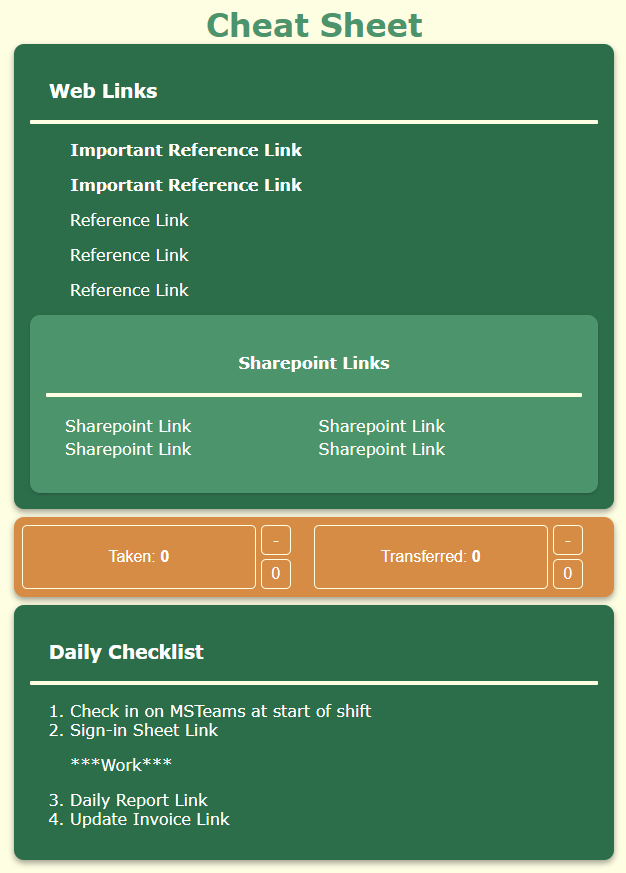 Cheat Sheet
Web Links
Important Reference Link
Important Reference Link
Reference Link
Reference Link
Reference Link
Sharepoint Links
Sharepoint Link Sharepoint Link
Sharepoint Link Sharepoint Link
Taken: 0 - 0 Transferred: 0 - 0
Daily Checklist
1. Check in on MSTeams at start of shift
2. Sign-in Sheet Link
***Work***
3. Daily Report Link
4. Update Invoice Link